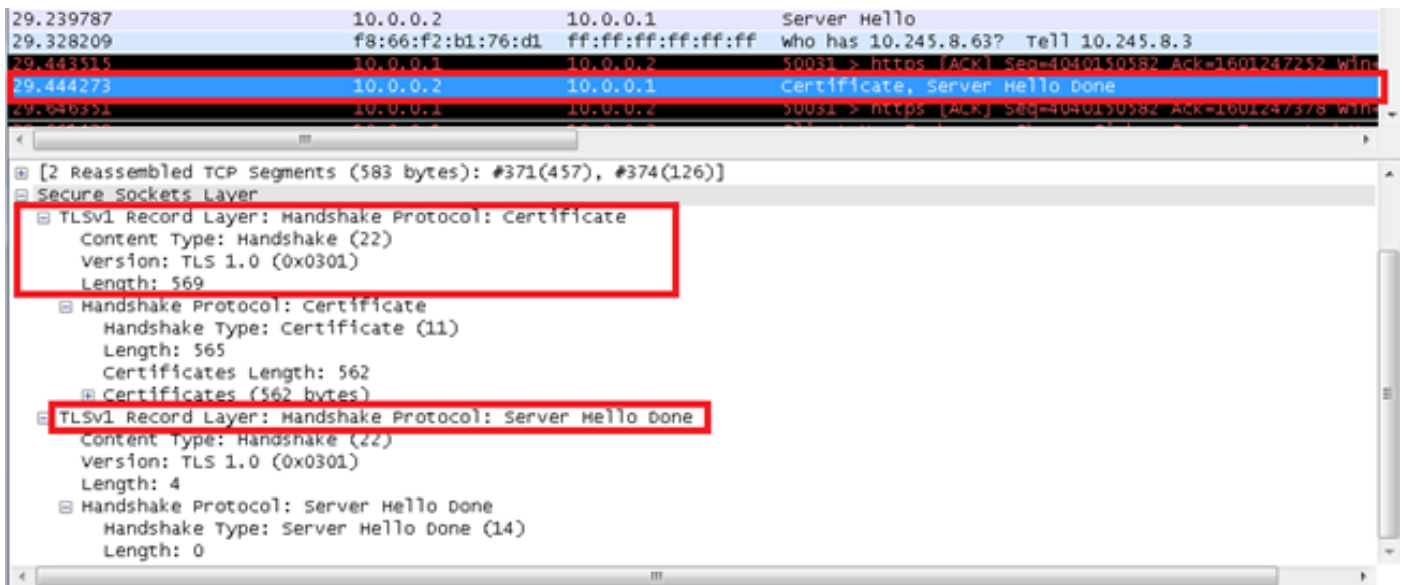 29.239787 10.0.0.2 10.0.0.1 Server Hello
29.328209 f8:66:f2:b1:76:d1 ff:ff:ff:ff:ff:ff Who has 10.245.8.63? Tell 10.245.8.3
29.443515 10.0.0.1 10.0.0.2 50031 > https [ACK] Seq=4040150582 Ack=1601247252 Win=
29.444273 10.0.0.2 10.0.0.1 Certificate, Server Hello Done
29.646351 10.0.0.1 10.0.0.2 50031 > https [ACK] Seq=4040150582 Ack=1601247378 Win=
[2 Reassembled TCP Segments (583 bytes): #371(457), #374(126)]
Secure Sockets Layer
TLSv1 Record Layer: Handshake Protocol: Certificate
Content Type: Handshake (22)
Version: TLS 1.0 (0x0301)
Length: 569
Handshake Protocol: Certificate
Handshake Type: Certificate (11)
Length: 565
Certificates Length: 562
Certificates (562 bytes)
TLSv1 Record Layer: Handshake Protocol: Server Hello Done
Content Type: Handshake (22)
Version: TLS 1.0 (0x0301)
Length: 4
Handshake Protocol: Server Hello Done
Handshake Type: Server Hello Done (14)
Length: 0